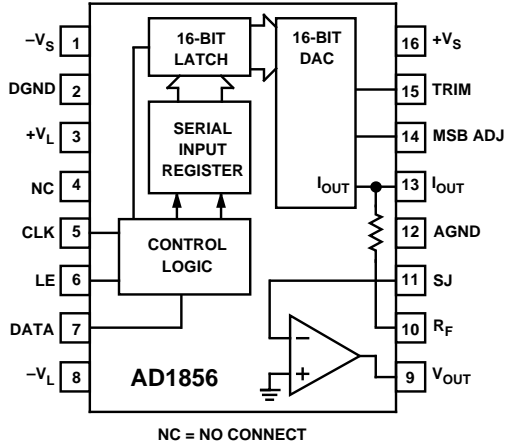 –VS 1
DGND 2
+VL 3
NC 4
CLK 5
LE 6
DATA 7
–VL 8
16-BIT
LATCH
16-BIT
DAC
SERIAL
INPUT
REGISTER
IOUT
CONTROL
LOGIC
–
+
AD1856
16 +VS
15 TRIM
14 MSB ADJ
13 IOUT
12 AGND
11 SJ
10 RF
9 VOUT
NC = NO CONNECT